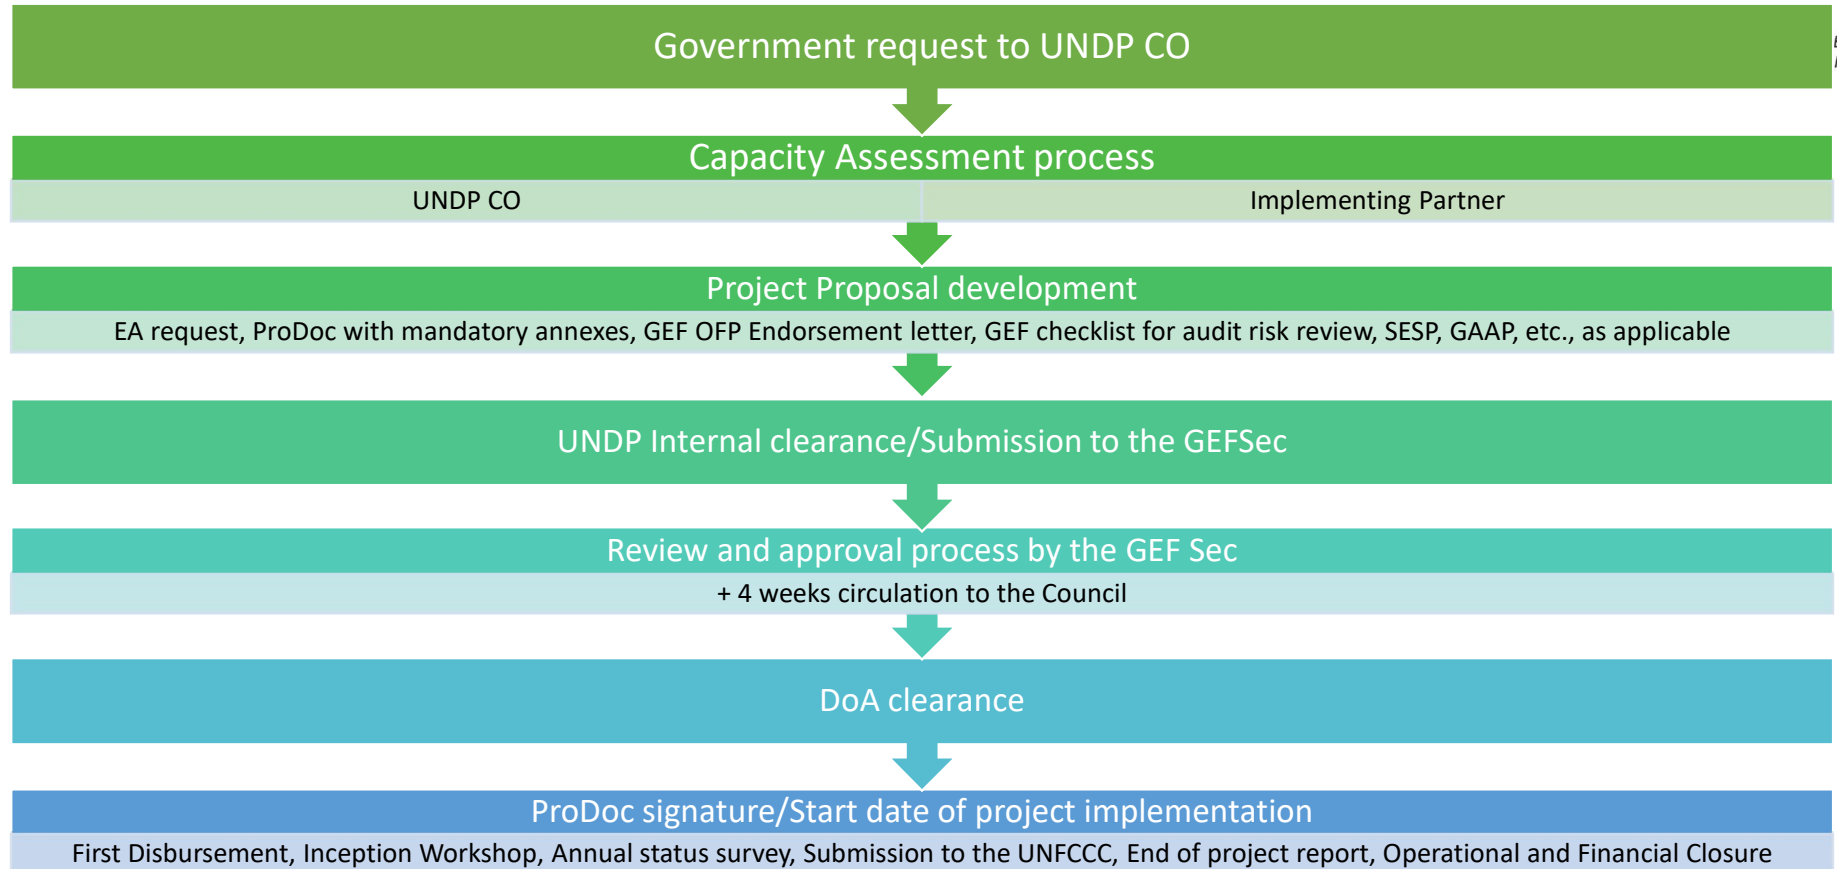 Government request to UNDP CO
Capacity Assessment process
UNDP CO
Implementing Partner
Project Proposal development
EA request, ProDoc with mandatory annexes, GEF OFP Endorsement letter, GEF checklist for audit risk review, SESP, GAAP, etc., as applicable
UNDP Internal clearance/Submission to the GEFSec
Review and approval process by the GEF Sec
+ 4 weeks circulation to the Council
DoA clearance
ProDoc signature/Start date of project implementation
First Disbursement, Inception Workshop, Annual status survey, Submission to the UNFCCC, End of project report, Operational and Financial Closure